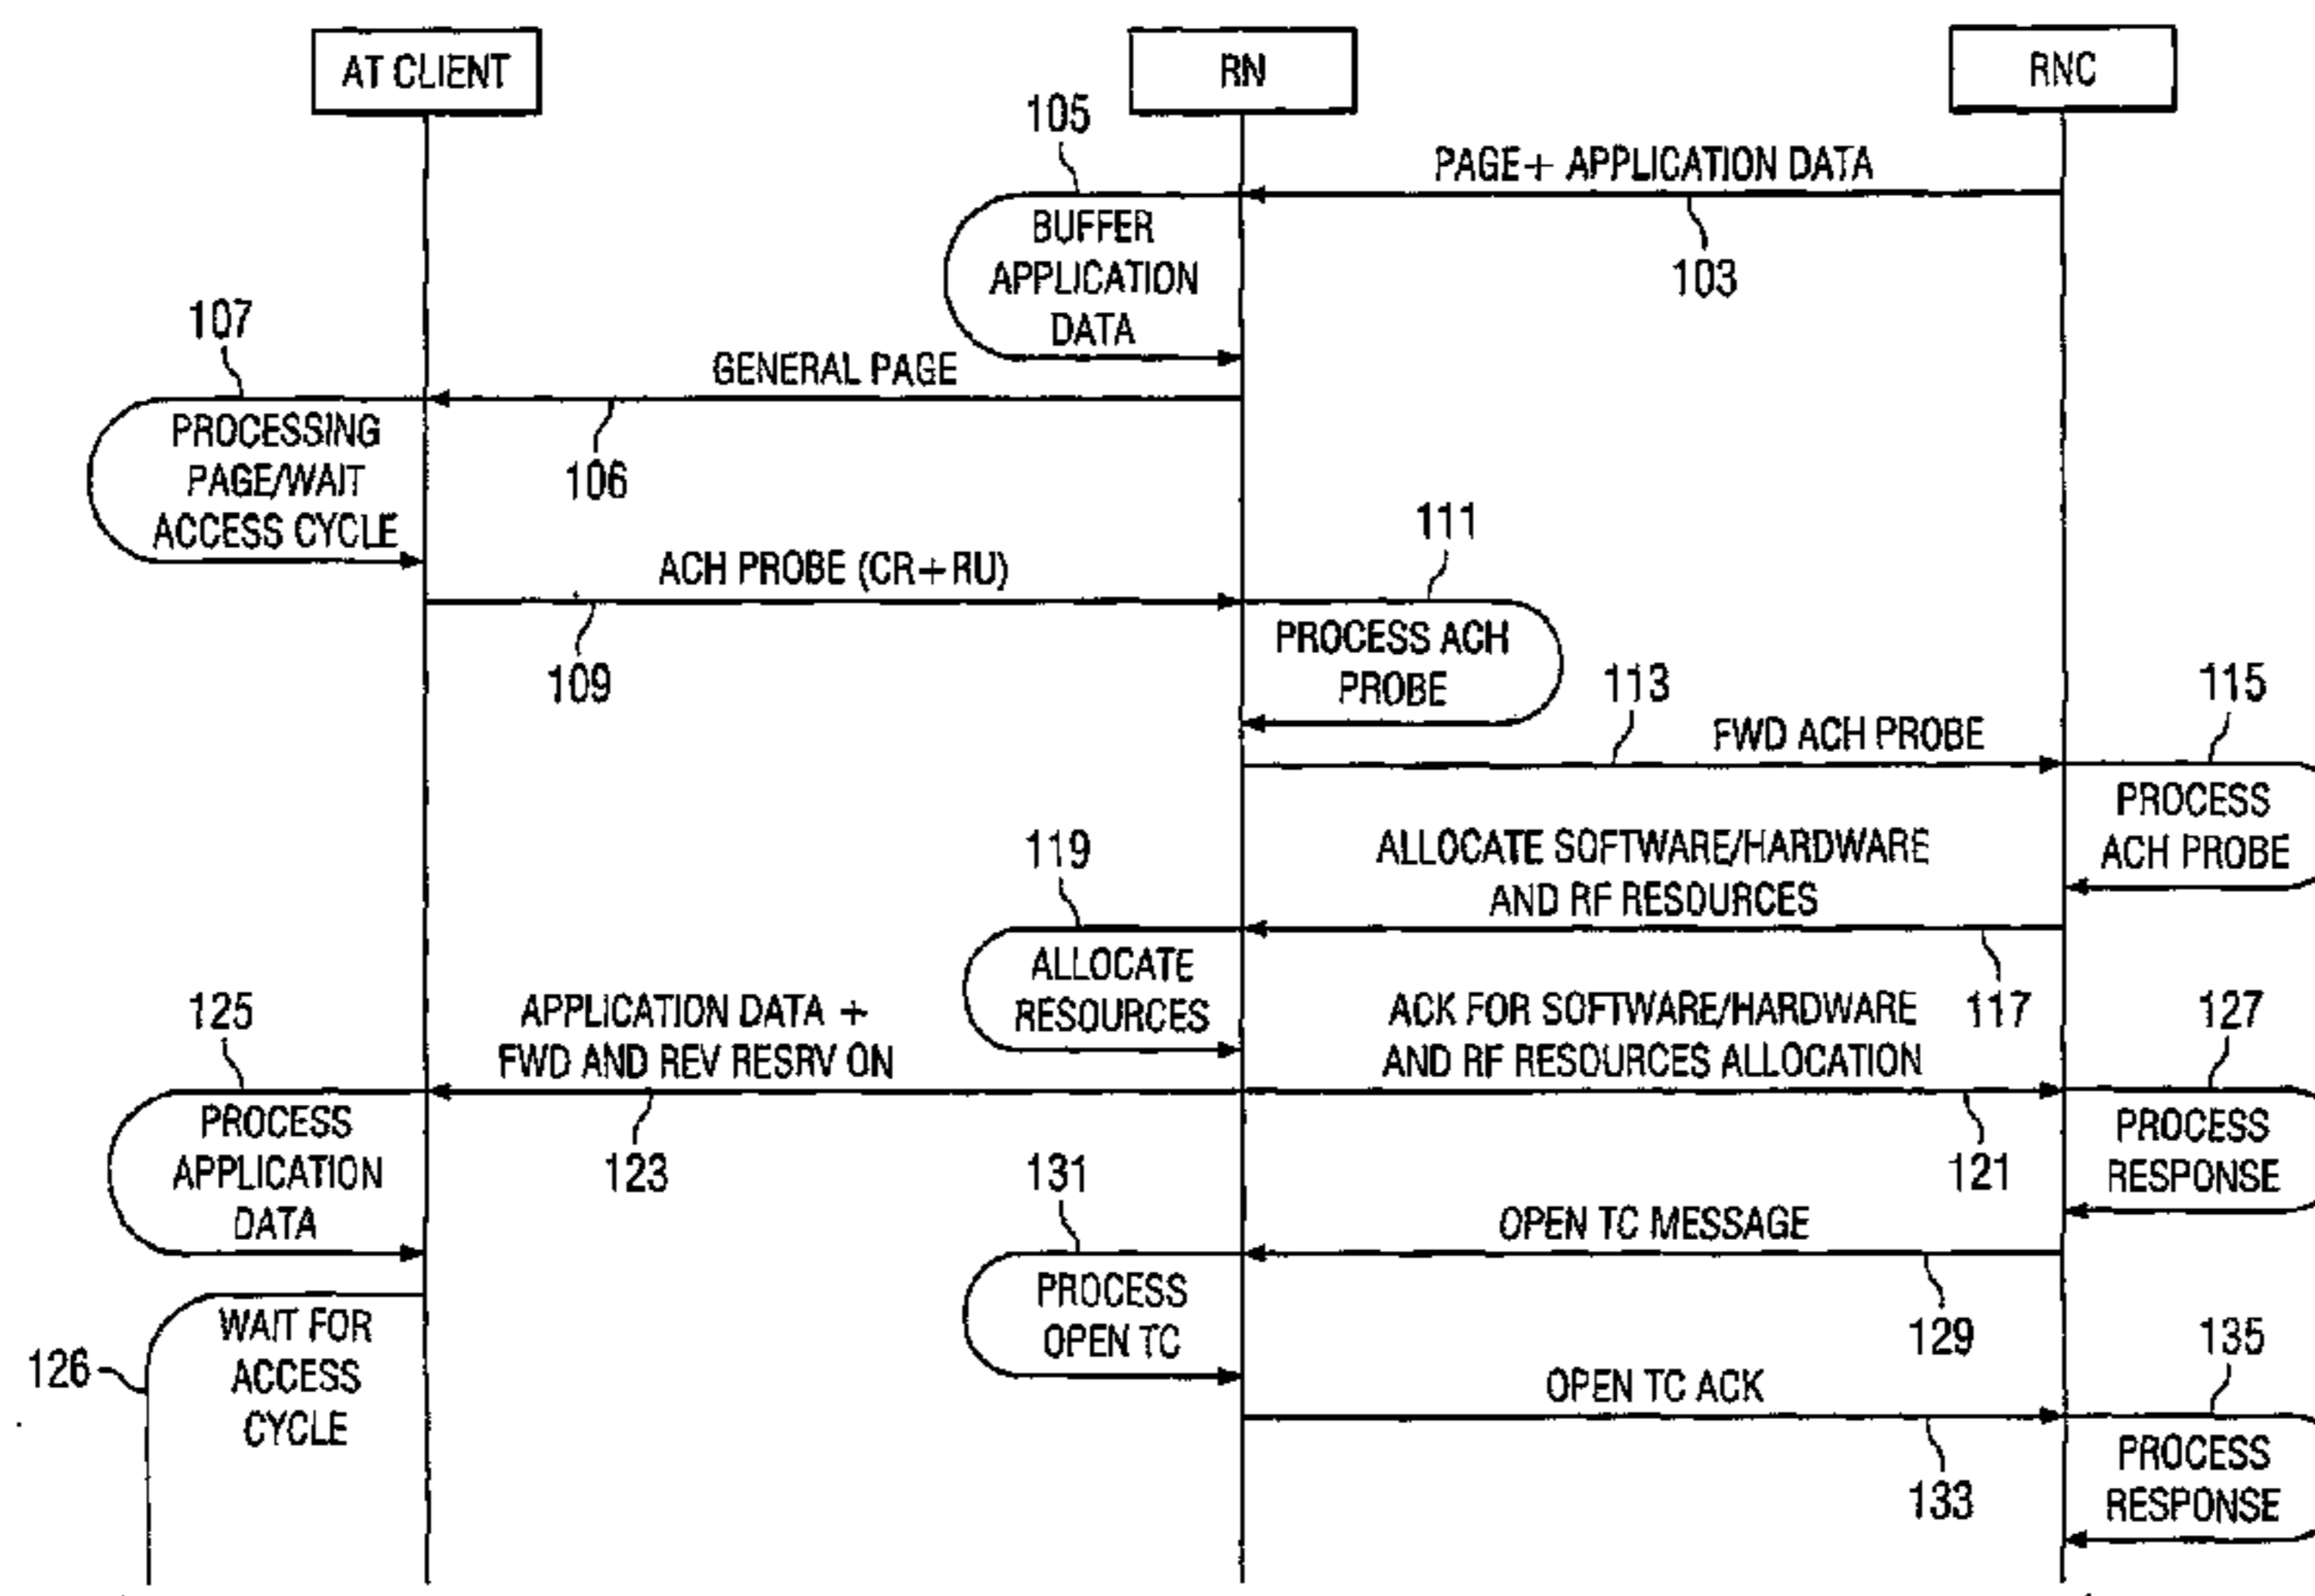 AT CLIENT
RN
RNC
105
PAGE+ APPLICATION DATA
BUFFER
APPLICATION
DATA
103
107
GENERAL PAGE
PROCESSING
PAGE/WAIT
ACCESS CYCLE
106
111
ACH PROBE (CR+RU)
109
PROCESS ACH
PROBE
113
115
FWD ACH PROBE
PROCESS
ACH PROBE
119
ALLOCATE SOFTWARE/HARDWARE
AND RF RESOURCES
ALLOCATE
RESOURCES
117
125
APPLICATION DATA +
FWD AND REV RESRV ON
ACK FOR SOFTWARE/HARDWARE
AND RF RESOURCES ALLOCATION
127
PROCESS
APPLICATION
DATA
123
131
121
PROCESS
RESPONSE
OPEN TC MESSAGE
PROCESS
OPEN TC
129
126
WAIT FOR
ACCESS
CYCLE
OPEN TC ACK
135
133
PROCESS
RESPONSE